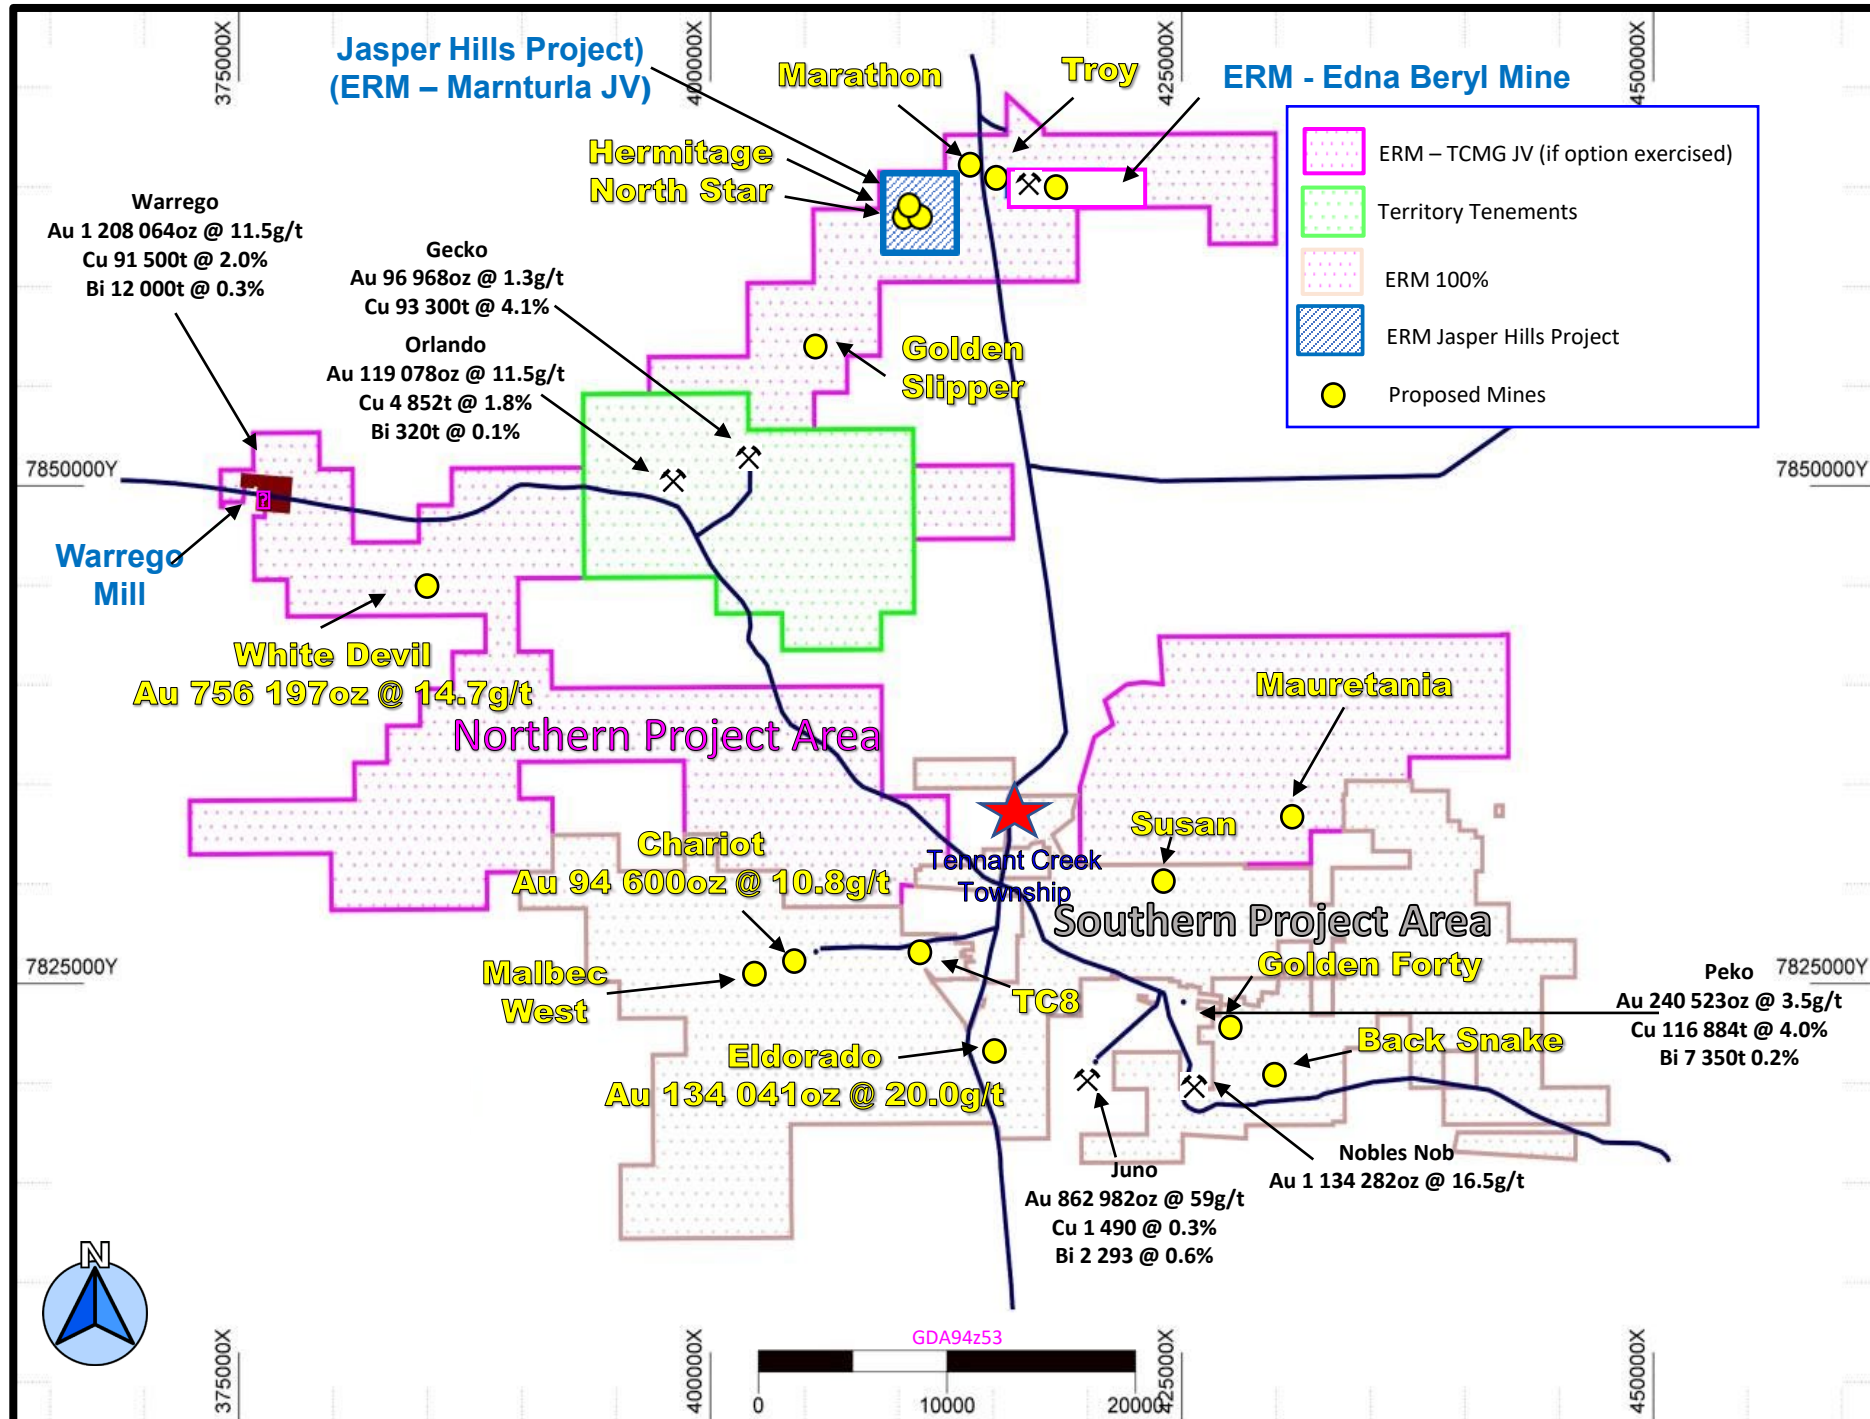 375000X
400000X
425000X
450000X
Jasper Hills Project)
(ERM – Marnturla JV)
Marathon
Troy
ERM - Edna Beryl Mine
ERM – TCMG JV (if option exercised)
Territory Tenements
ERM 100%
ERM Jasper Hills Project
Proposed Mines
Hermitage
North Star
Warrego
Au 1 208 064oz @ 11.5g/t
Cu 91 500t @ 2.0%
Bi 12 000t @ 0.3%
Gecko
Au 96 968oz @ 1.3g/t
Cu 93 300t @ 4.1%
Orlando
Au 119 078oz @ 11.5g/t
Cu 4 852t @ 1.8%
Bi 320t @ 0.1%
Golden
Slipper
7850000Y
7850000Y
Warrego
Mill
White Devil
Au 756 197oz @ 14.7g/t
Northern Project Area
Mauretania
Susan
Chariot
Au 94 600oz @ 10.8g/t
Tennant Creek
Township
Southern Project Area
Golden Forty
7825000Y
7825000Y
Malbec
West
TC8
Peko
Au 240 523oz @ 3.5g/t
Cu 116 884t @ 4.0%
Bi 7 350t 0.2%
Eldorado
Au 134 041oz @ 20.0g/t
Back Snake
Juno
Au 862 982oz @ 59g/t
Cu 1 490 @ 0.3%
Bi 2 293 @ 0.6%
Nobles Nob
Au 1 134 282oz @ 16.5g/t
N
GDA94z53
0
10000
20000
375000X
400000X
425000X
450000X